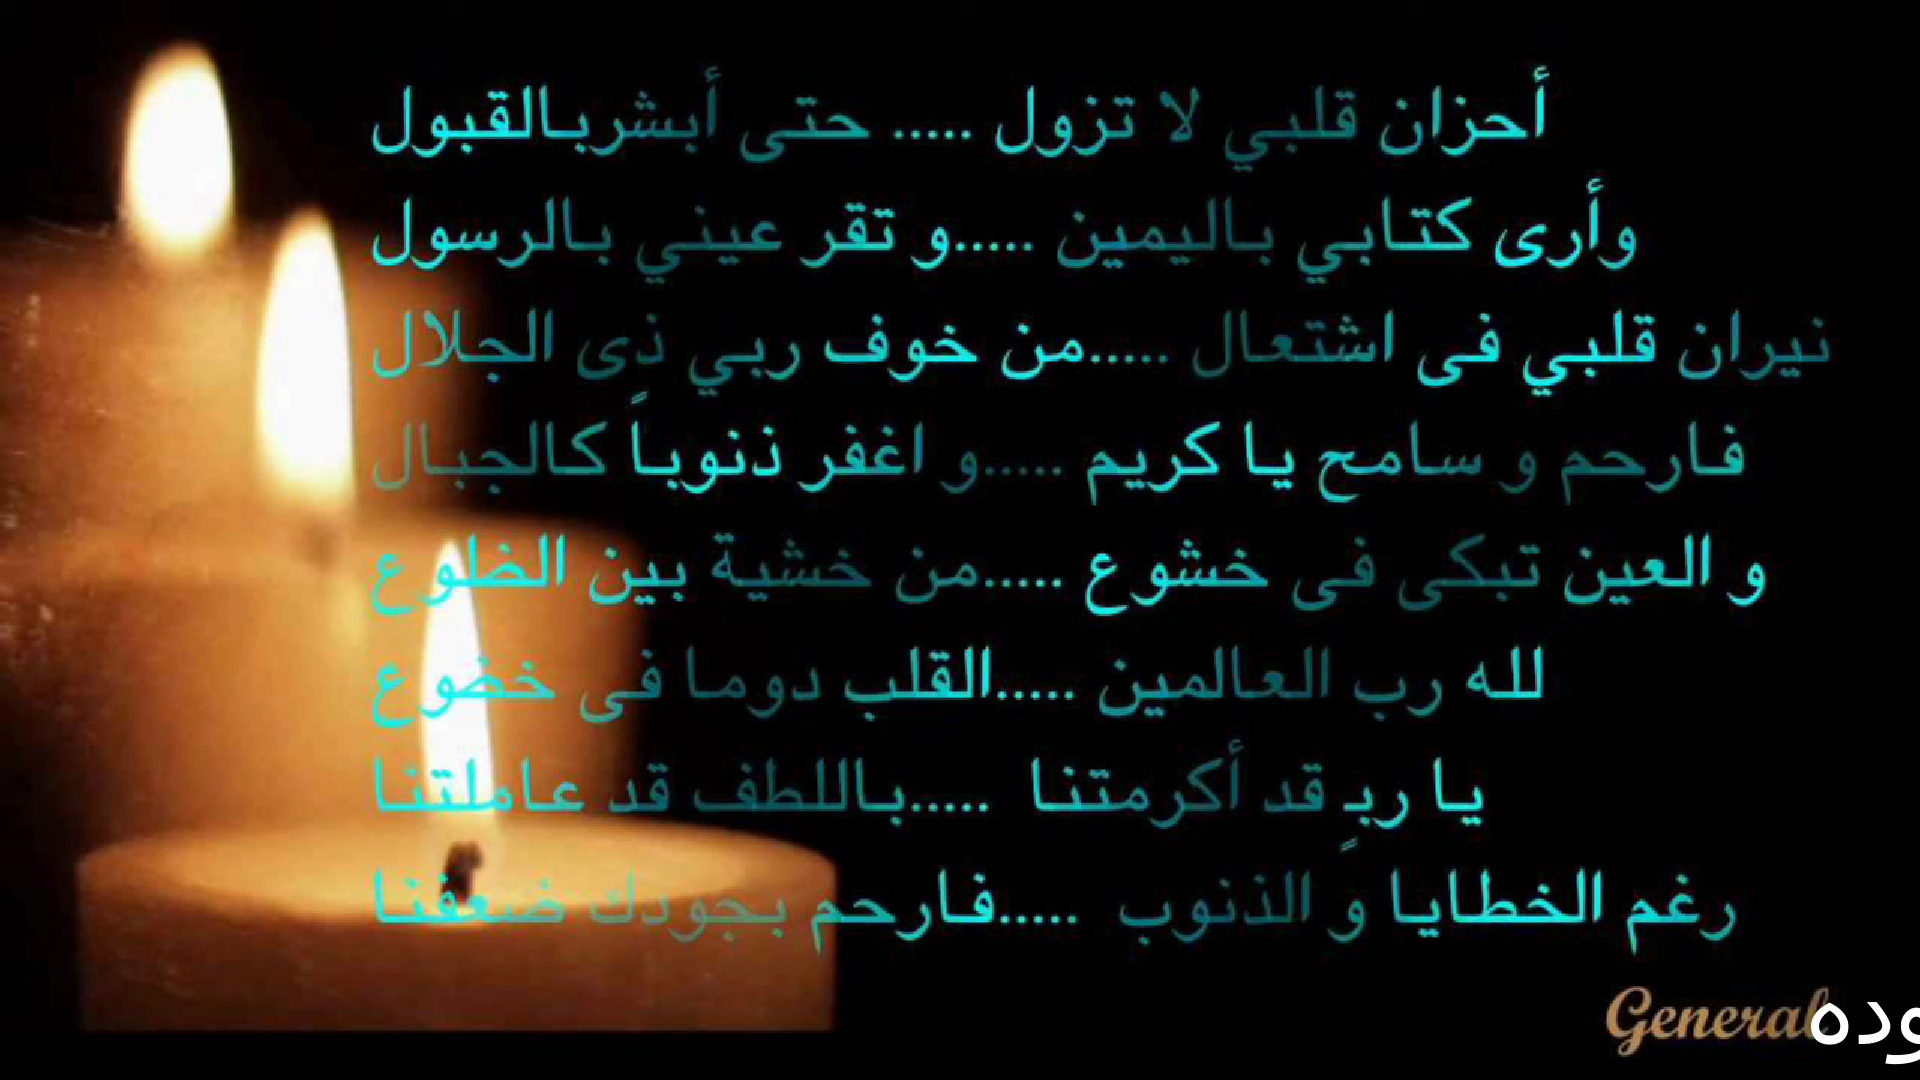 أحزان قلبي لا تزول ..... حتى أبشربالقبول
وأرى كتابي باليمين .....و تقر عيني بالرسول
نيران قلبي فى اشتعال .....من خوف ربي ذى الجلال
فارحم و سامح يا كريم .....و اغفر ذنوباً كالجبال
و العين تبكى فى خشوع .....من خشية بين الظلوع
لله رب العالمين .....القلب دوما فى خضوع
يا ربٍ قد أكرمتنا .....باللطف قد عاملتنا
رغم الخطايا و الذنوب .....فارحم بجودك ضعفنا
General